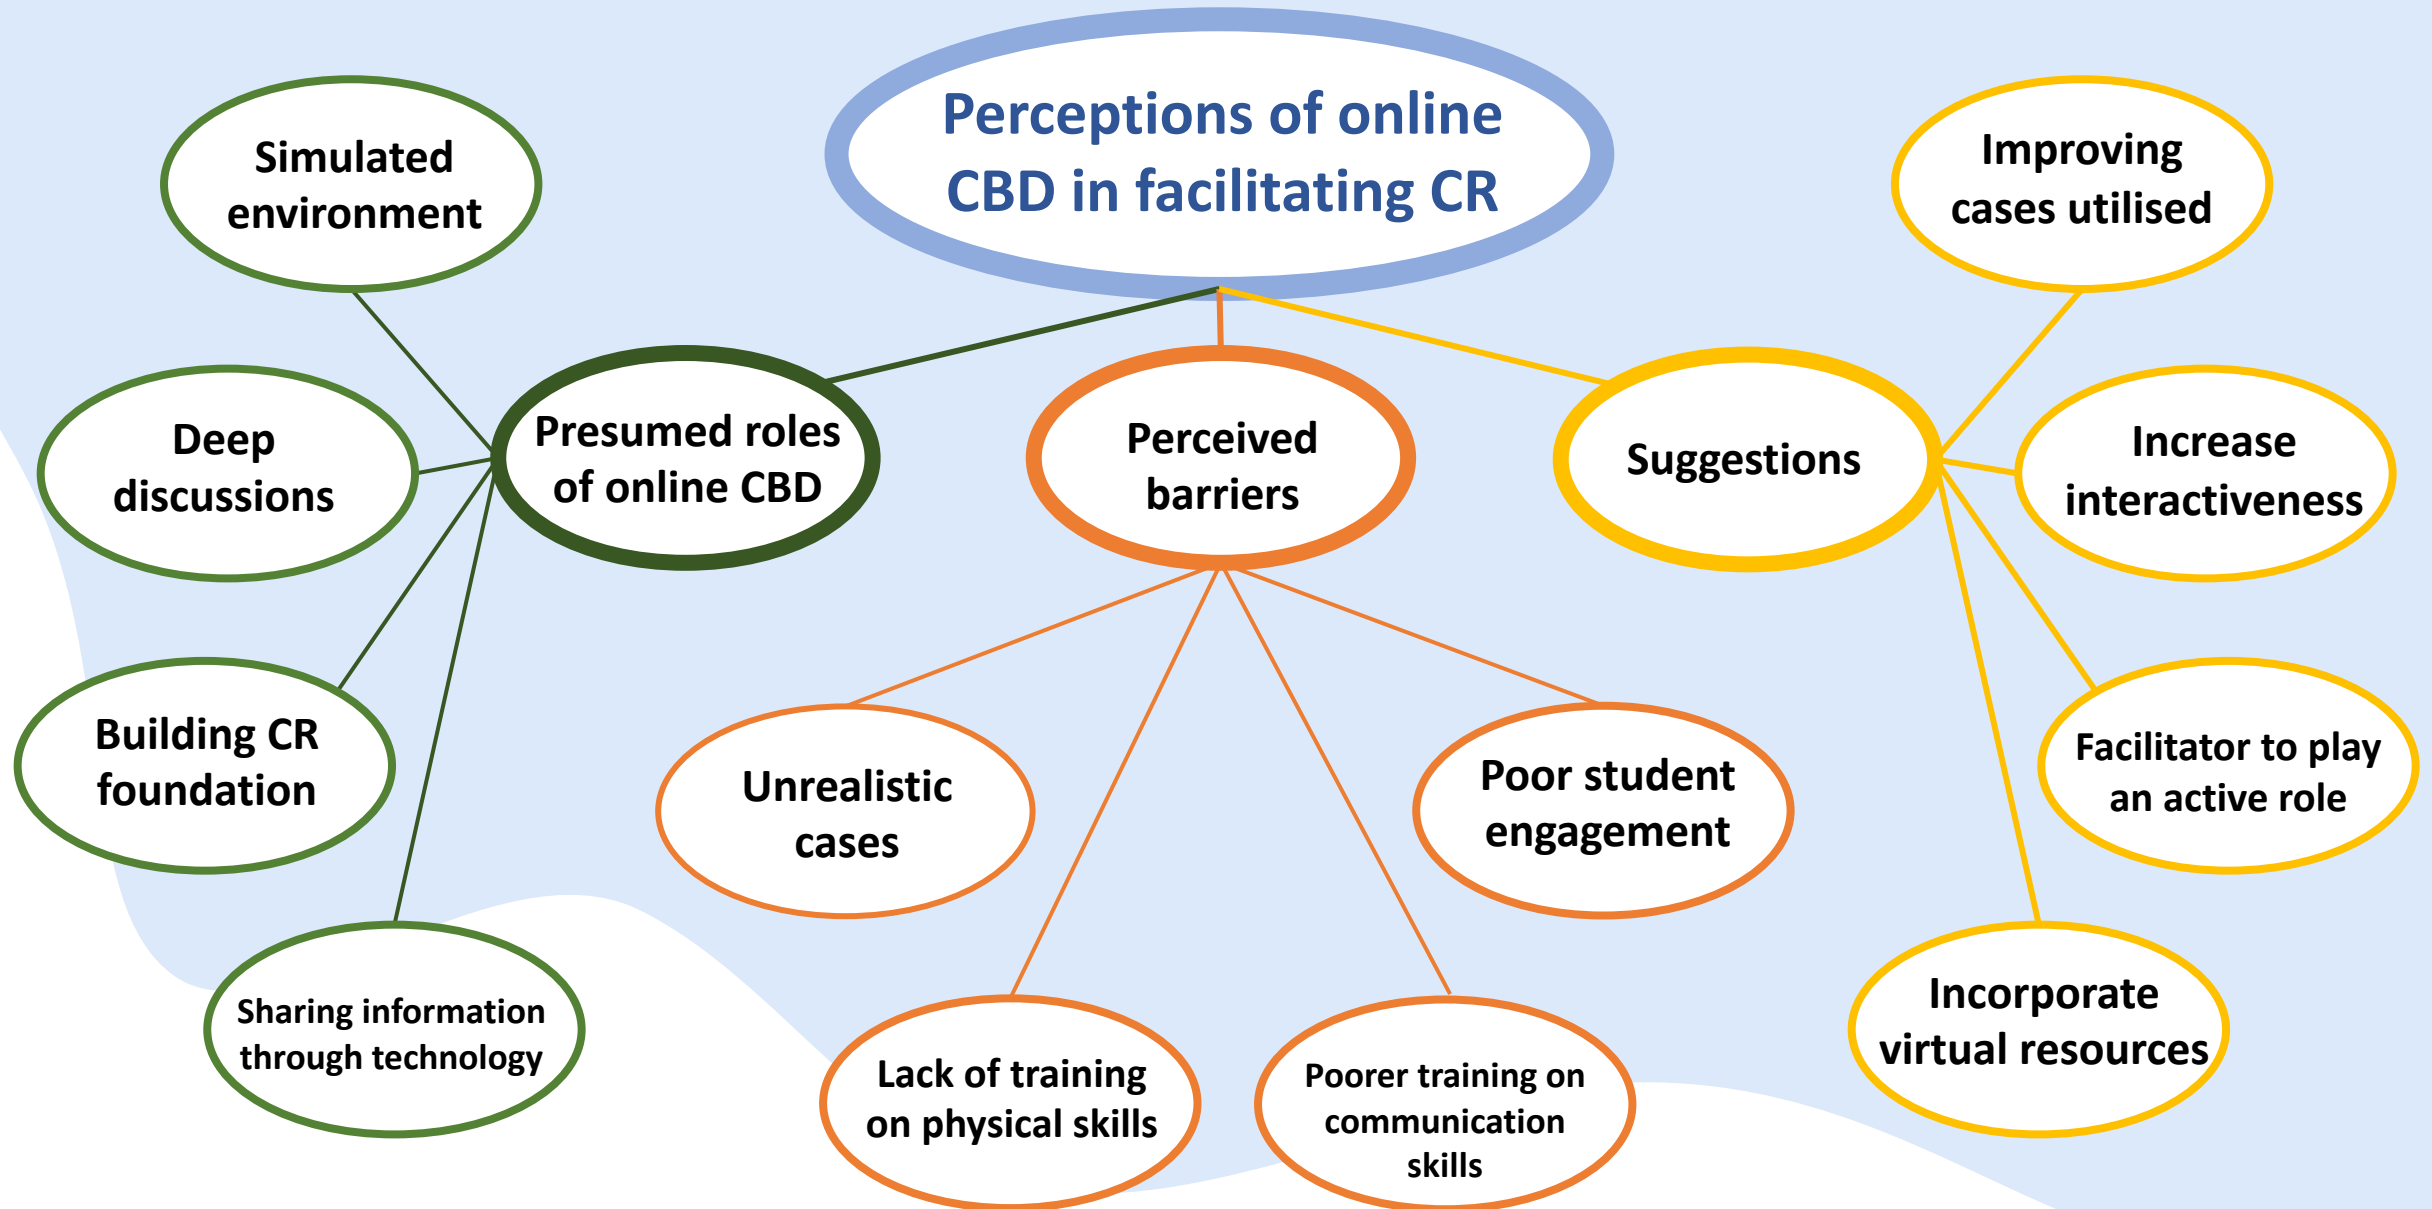 Perceptions of online
CBD in facilitating CR
Simulated
environment
Deep
discussions
Building CR
foundation
Sharing information
through technology
Presumed roles
of online CBD
Perceived
barriers
Unrealistic
cases
Lack of training
on physical skills
Poorer training on
communication
skills
Poor student
engagement
Suggestions
Improving
cases utilised
Increase
interactiveness
Facilitator to play
an active role
Incorporate
virtual resources